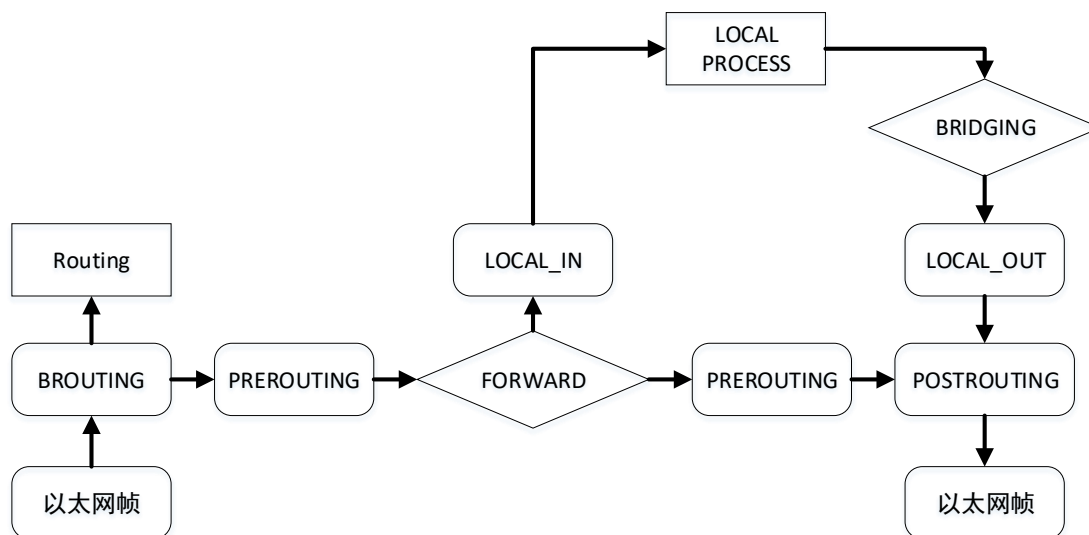 LOCAL
PROCESS
BRIDGING
Routing
LOCAL_IN
LOCAL_OUT
BROUTING
PREROUTING
FORWARD
PREROUTING
POSTROUTING
以太网帧
以太网帧